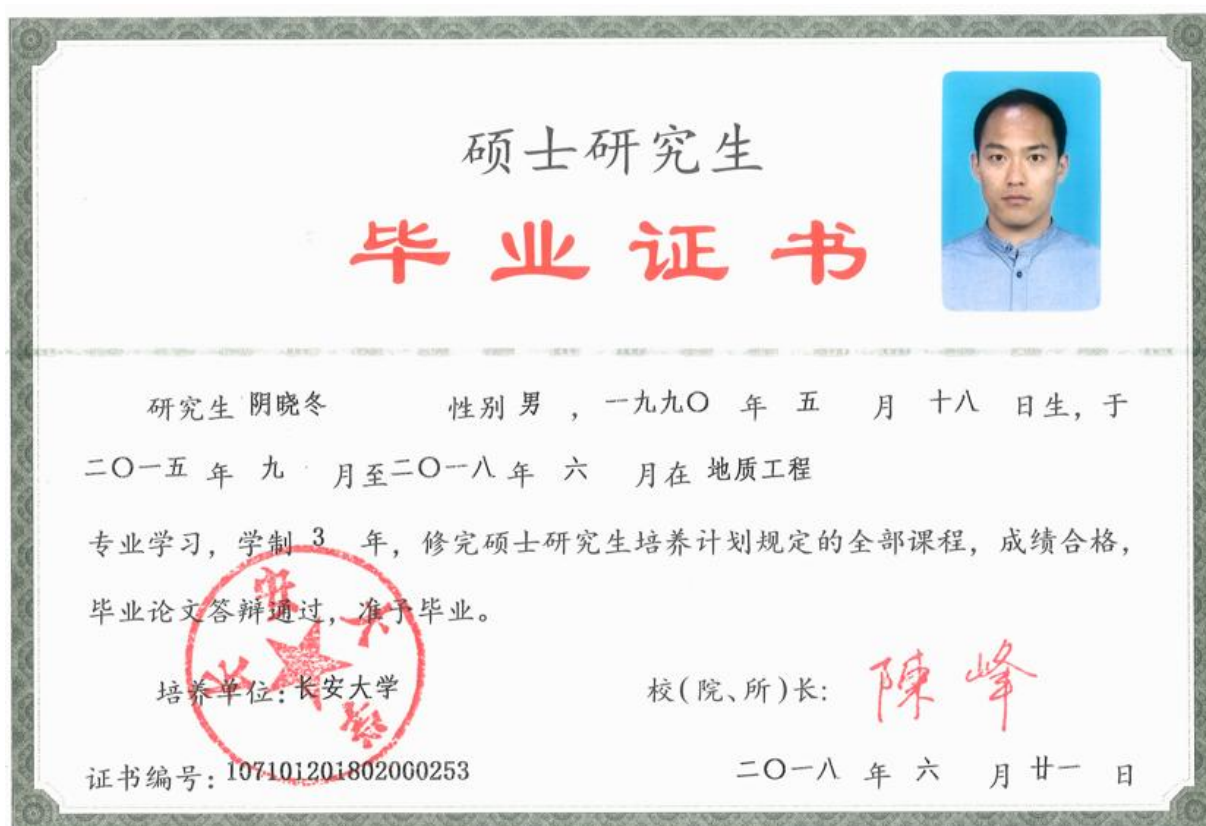 硕士研究生
毕业证书
研究生 阴晓冬 性别 男 ，一九九〇 年 五 月 十八 日生，于
二〇一五 年 九 月至二〇一八 年 六 月在 地质工程
专业学习，学制 3 年，修完硕士研究生培养计划规定的全部课程，成绩合格，
毕业论文答辩通过，准予毕业。
培养单位：长安大学 校(院、所)长： 陳峰
证书编号：107101201802000253 二〇一八 年 六 月 廿一 日
长安大学